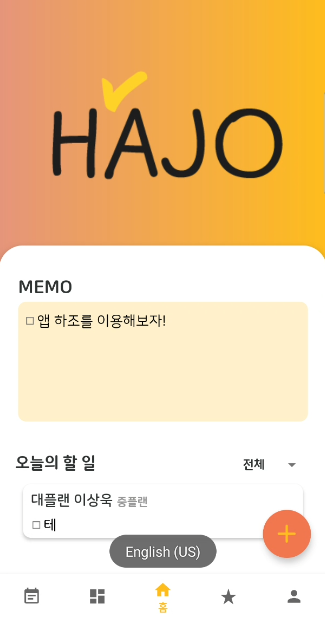 HAJO
MEMO
□ 앱 하조를 이용해보자!
오늘의 할 일 전체
대플랜 이상욱 중플랜
□ 테
English (US)
홈